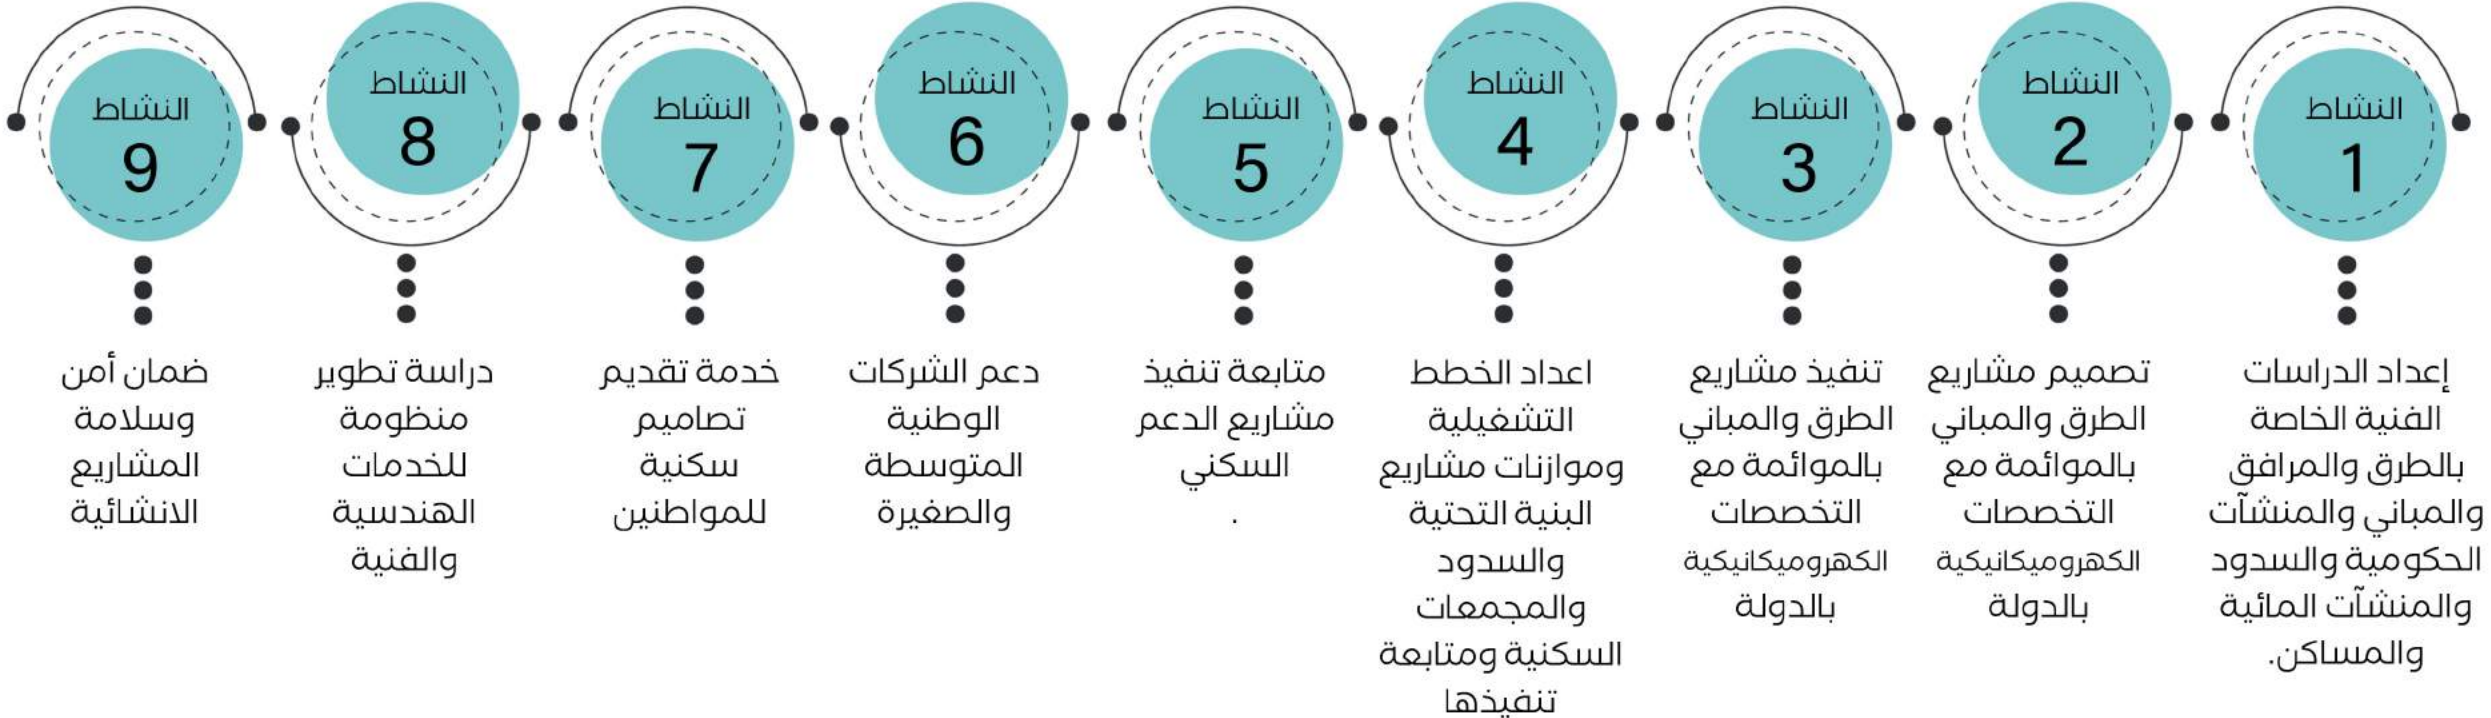 النشاط
1
إعداد الدراسات
الفنية الخاصة
بالطرق والمرافق
والمباني والمنشآت
الحكومية والسدود
والمنشآت المائية
والمساكن.
النشاط
2
تصميم مشاريع
الطرق والمباني
بالموائمة مع
التخصصات
الكهروميكانيكية
بالدولة
النشاط
3
تنفيذ مشاريع
الطرق والمباني
بالموائمة مع
التخصصات
الكهروميكانيكية
بالدولة
النشاط
4
اعداد الخطط
التشغيلية
وموازنات مشاريع
البنية التحتية
والسدود
والمجمعات
السكنية ومتابعة
تنفيذها
النشاط
5
متابعة تنفيذ
مشاريع الدعم
السكني
.
النشاط
6
دعم الشركات
الوطنية
المتوسطة
والصغيرة
النشاط
7
خدمة تقديم
تصاميم
سكنية
للمواطنين
النشاط
8
دراسة تطوير
منظومة
للخدمات
الهندسية
والفنية
النشاط
9
ضمان أمن
وسلامة
المشاريع
الانشائية